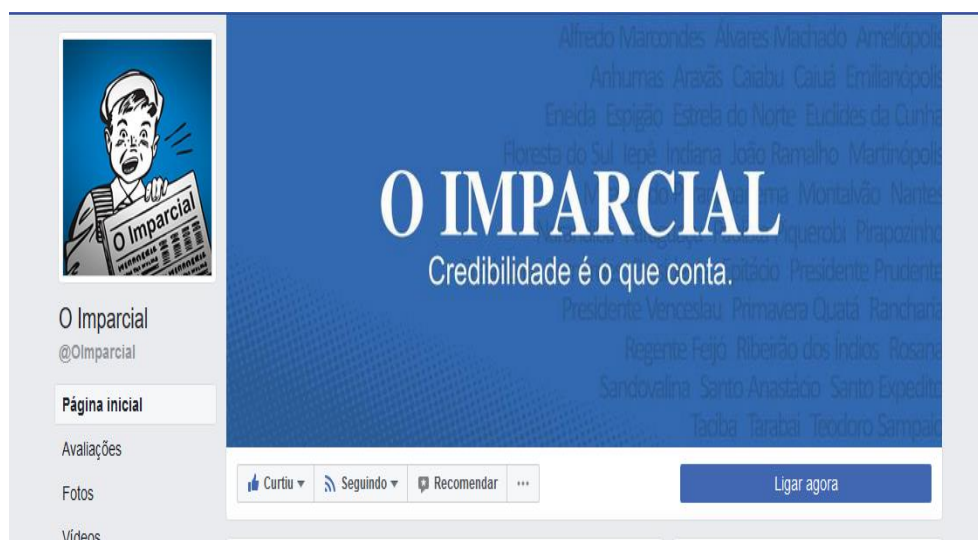 O Imparcial
O Imparcial
@OImparcial
Página inicial
Avaliações
Fotos
Vídeos
Alfredo Marcondes Álvares Machado Ameliópolis
Anhumas Araxãs Caiabu Caiuá Emilianópolis
Eneida Espigão Estrela do Norte Euclides da Cunha
Floresta do Sul Iepê Indiana João Ramalho Martinópolis
Montalvão Nantes
O IMPARCIAL
Piquerobi Pirapozinho
Credibilidade é o que conta.
Epitácio Presidente Prudente
Presidente Venceslau Primavera Quatá Rancharia
Regente Feijó Ribeirão dos Índios Rosana
Sandovalina Santo Anastácio Santo Expedito
Taciba Tarabai Teodoro Sampaio
Curtiu
Seguindo
Recomendar
Ligar agora